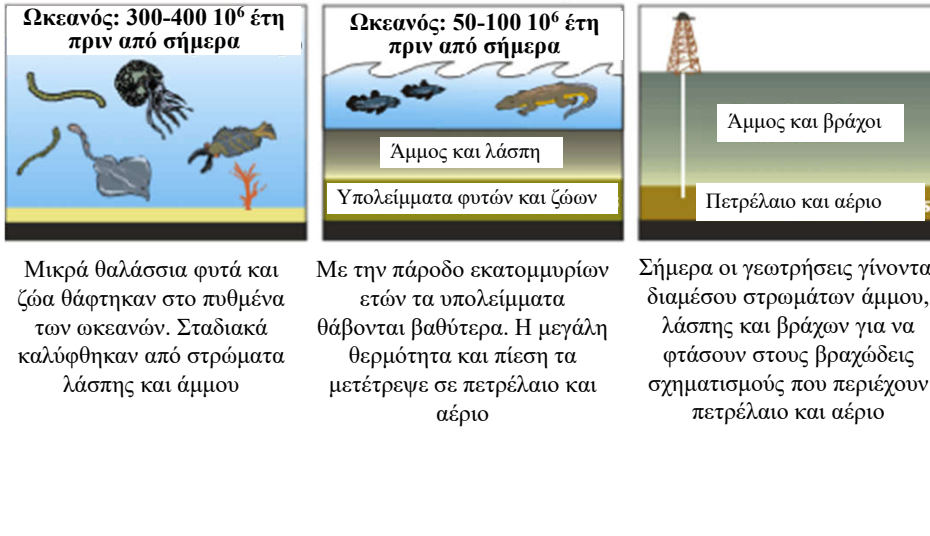 Ωκεανός: 300-400 10⁶ έτη
πριν από σήμερα
Μικρά θαλάσσια φυτά και
ζώα θάφτηκαν στο πυθμένα
των ωκεανών. Σταδιακά
καλύφθηκαν από στρώματα
λάσπης και άμμου
Ωκεανός: 50-100 10⁶ έτη
πριν από σήμερα
Άμμος και λάσπη
Υπολείμματα φυτών και ζώων
Με την πάροδο εκατομμυρίων
ετών τα υπολείμματα
θάβονται βαθύτερα. Η μεγάλη
θερμότητα και πίεση τα
μετέτρεψε σε πετρέλαιο και
αέριο
Άμμος και βράχοι
Πετρέλαιο και αέριο
Σήμερα οι γεωτρήσεις γίνοντα
διαμέσου στρωμάτων άμμου,
λάσπης και βράχων για να
φτάσουν στους βραχώδεις
σχηματισμούς που περιέχουν
πετρέλαιο και αέριο